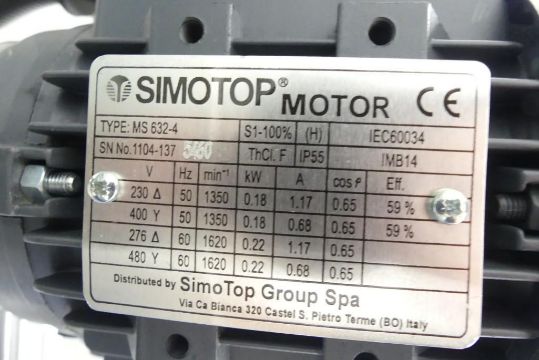 SIMOTOP® MOTOR CE
TYPE: MS 632-4 S1-100% (H) IEC60034
SN No.1104-137 ThCl. F IP55 IMB14
V Hz min⁻¹ kW A cos φ Eff.
230 Δ 50 1350 0.18 1.17 0.65 59 %
400 Y 50 1350 0.18 0.68 0.65 59 %
276 Δ 60 1620 0.22 1.17 0.65
480 Y 60 1620 0.22 0.68 0.65
Distributed by SimoTop Group Spa
Via Ca Bianca 320 Castel S. Pietro Terme (BO) Italy